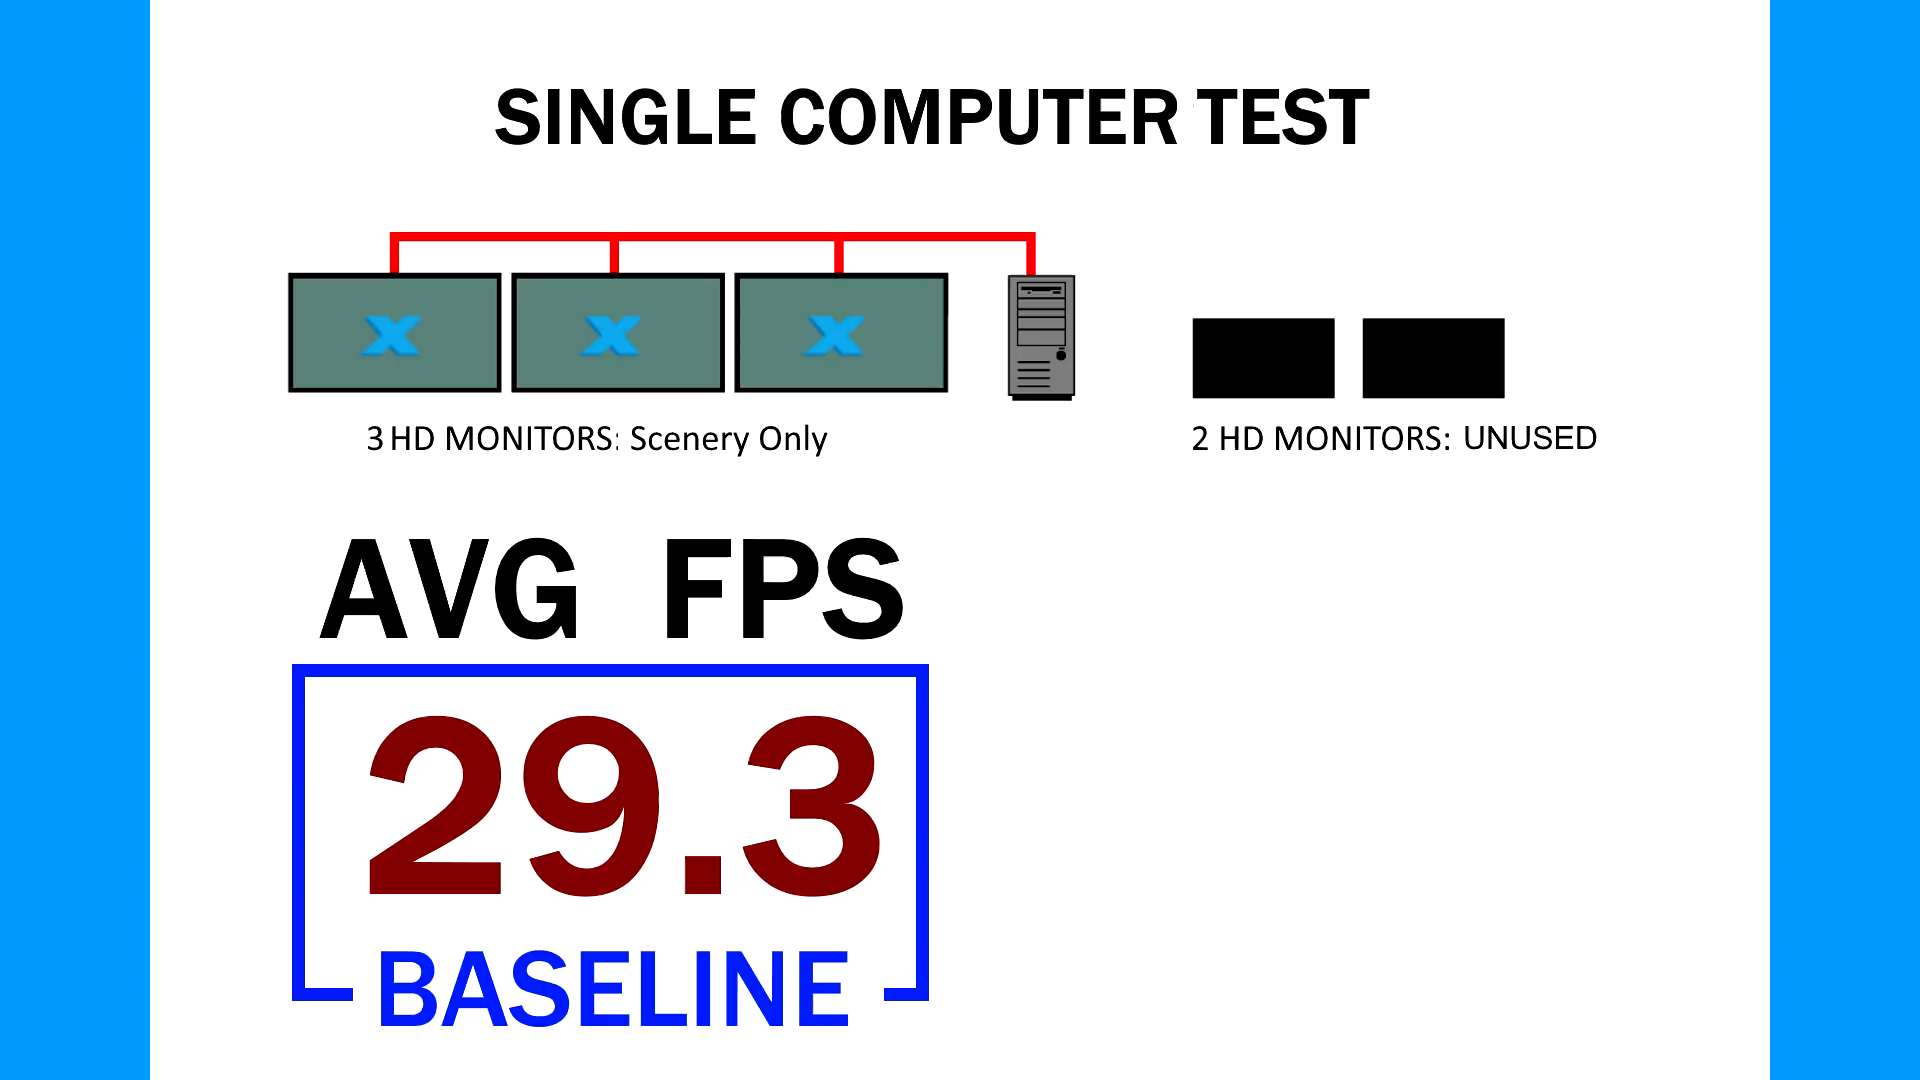 SINGLE COMPUTER TEST
X X X
3 HD MONITORS: Scenery Only
2 HD MONITORS: UNUSED
AVG FPS
29.3
BASELINE